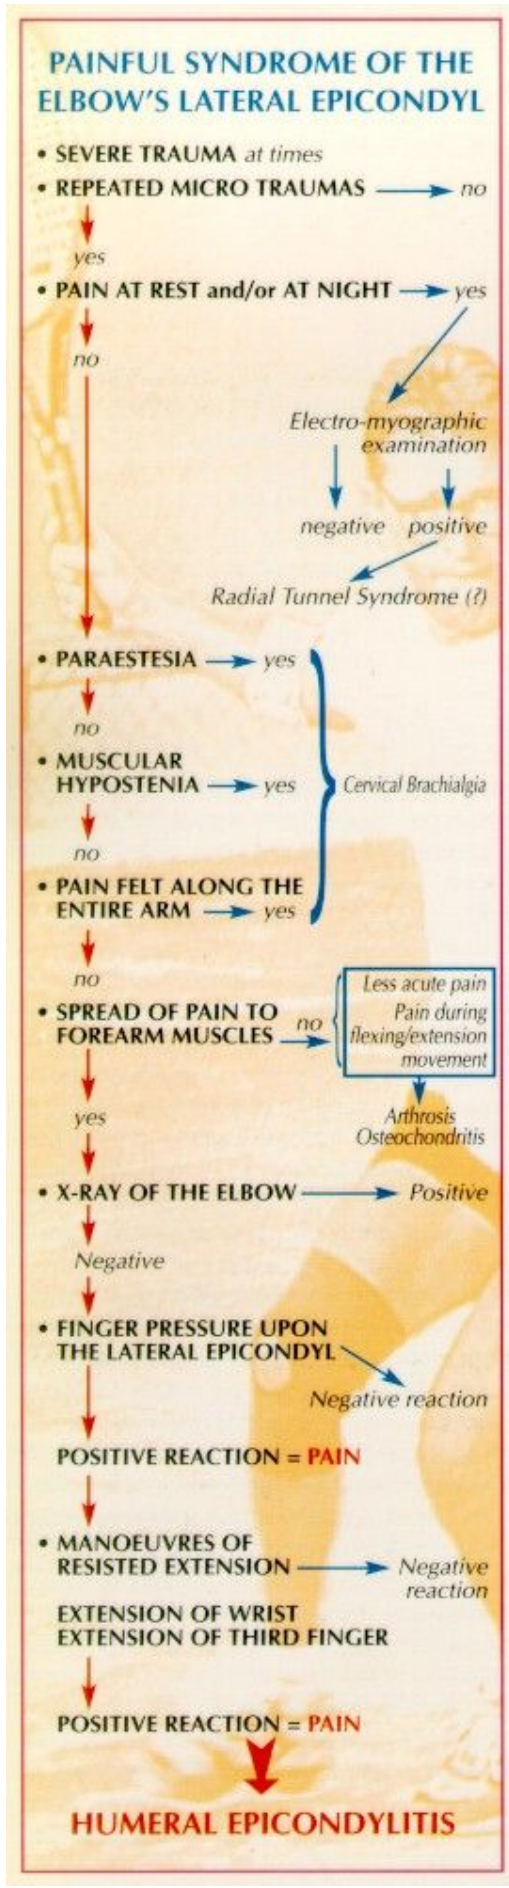 PAINFUL SYNDROME OF THE
ELBOW'S LATERAL EPICONDYL
• SEVERE TRAUMA at times
• REPEATED MICRO TRAUMAS no
yes
• PAIN AT REST and/or AT NIGHT yes
no
Electro-myographic
examination
negative positive
Radial Tunnel Syndrome (?)
• PARAESTESIA yes
no
• MUSCULAR
HYPOSTENIA yes
Cervical Brachialgia
no
• PAIN FELT ALONG THE
ENTIRE ARM yes
no
• SPREAD OF PAIN TO
FOREARM MUSCLES no
Less acute pain
Pain during
flexing/extension
movement
Arthrosis
Osteochondritis
yes
• X-RAY OF THE ELBOW Positive
Negative
• FINGER PRESSURE UPON
THE LATERAL EPICONDYL
Negative reaction
POSITIVE REACTION = PAIN
• MANOEUVRES OF
RESISTED EXTENSION Negative
reaction
EXTENSION OF WRIST
EXTENSION OF THIRD FINGER
POSITIVE REACTION = PAIN
HUMERAL EPICONDYLITIS